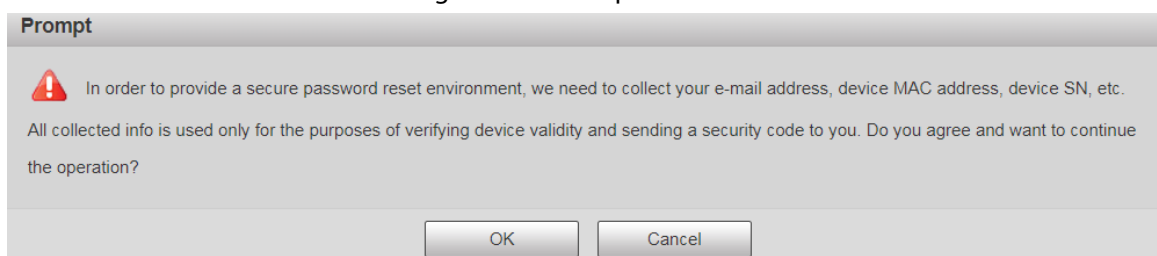 Prompt
In order to provide a secure password reset environment, we need to collect your e-mail address, device MAC address, device SN, etc.
All collected info is used only for the purposes of verifying device validity and sending a security code to you. Do you agree and want to continue
the operation?
OK Cancel